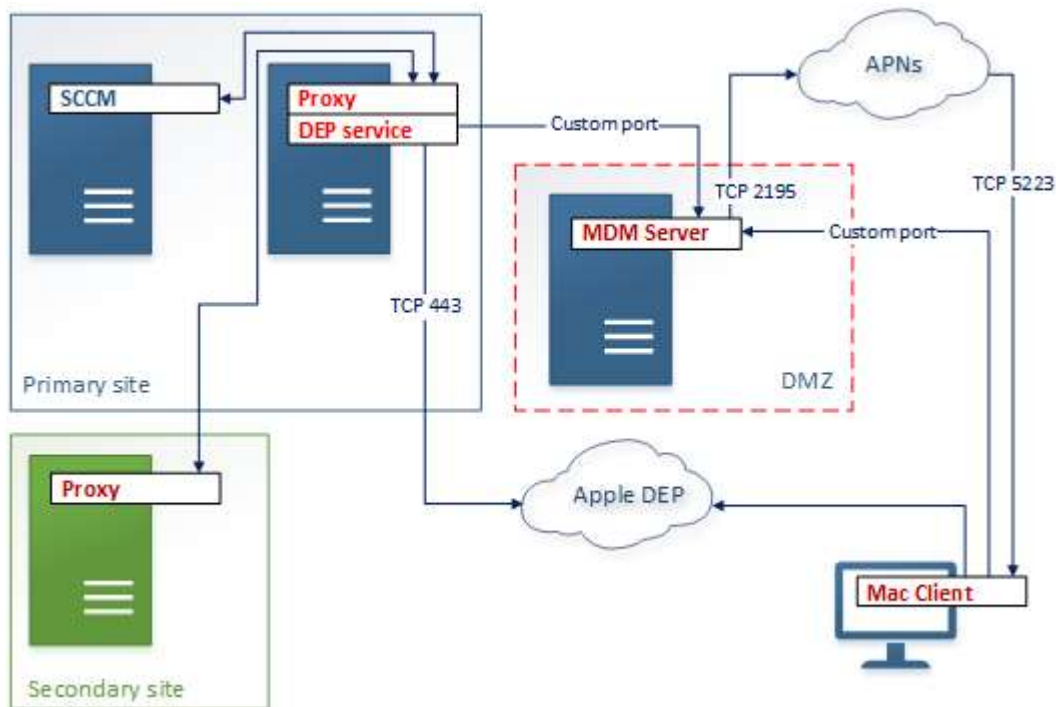 APNs
SCCM
Proxy
DEP service
Custom port
TCP 2195
TCP 5223
MDM Server
Custom port
TCP 443
Primary site
DMZ
Proxy
Apple DEP
Mac Client
Secondary site